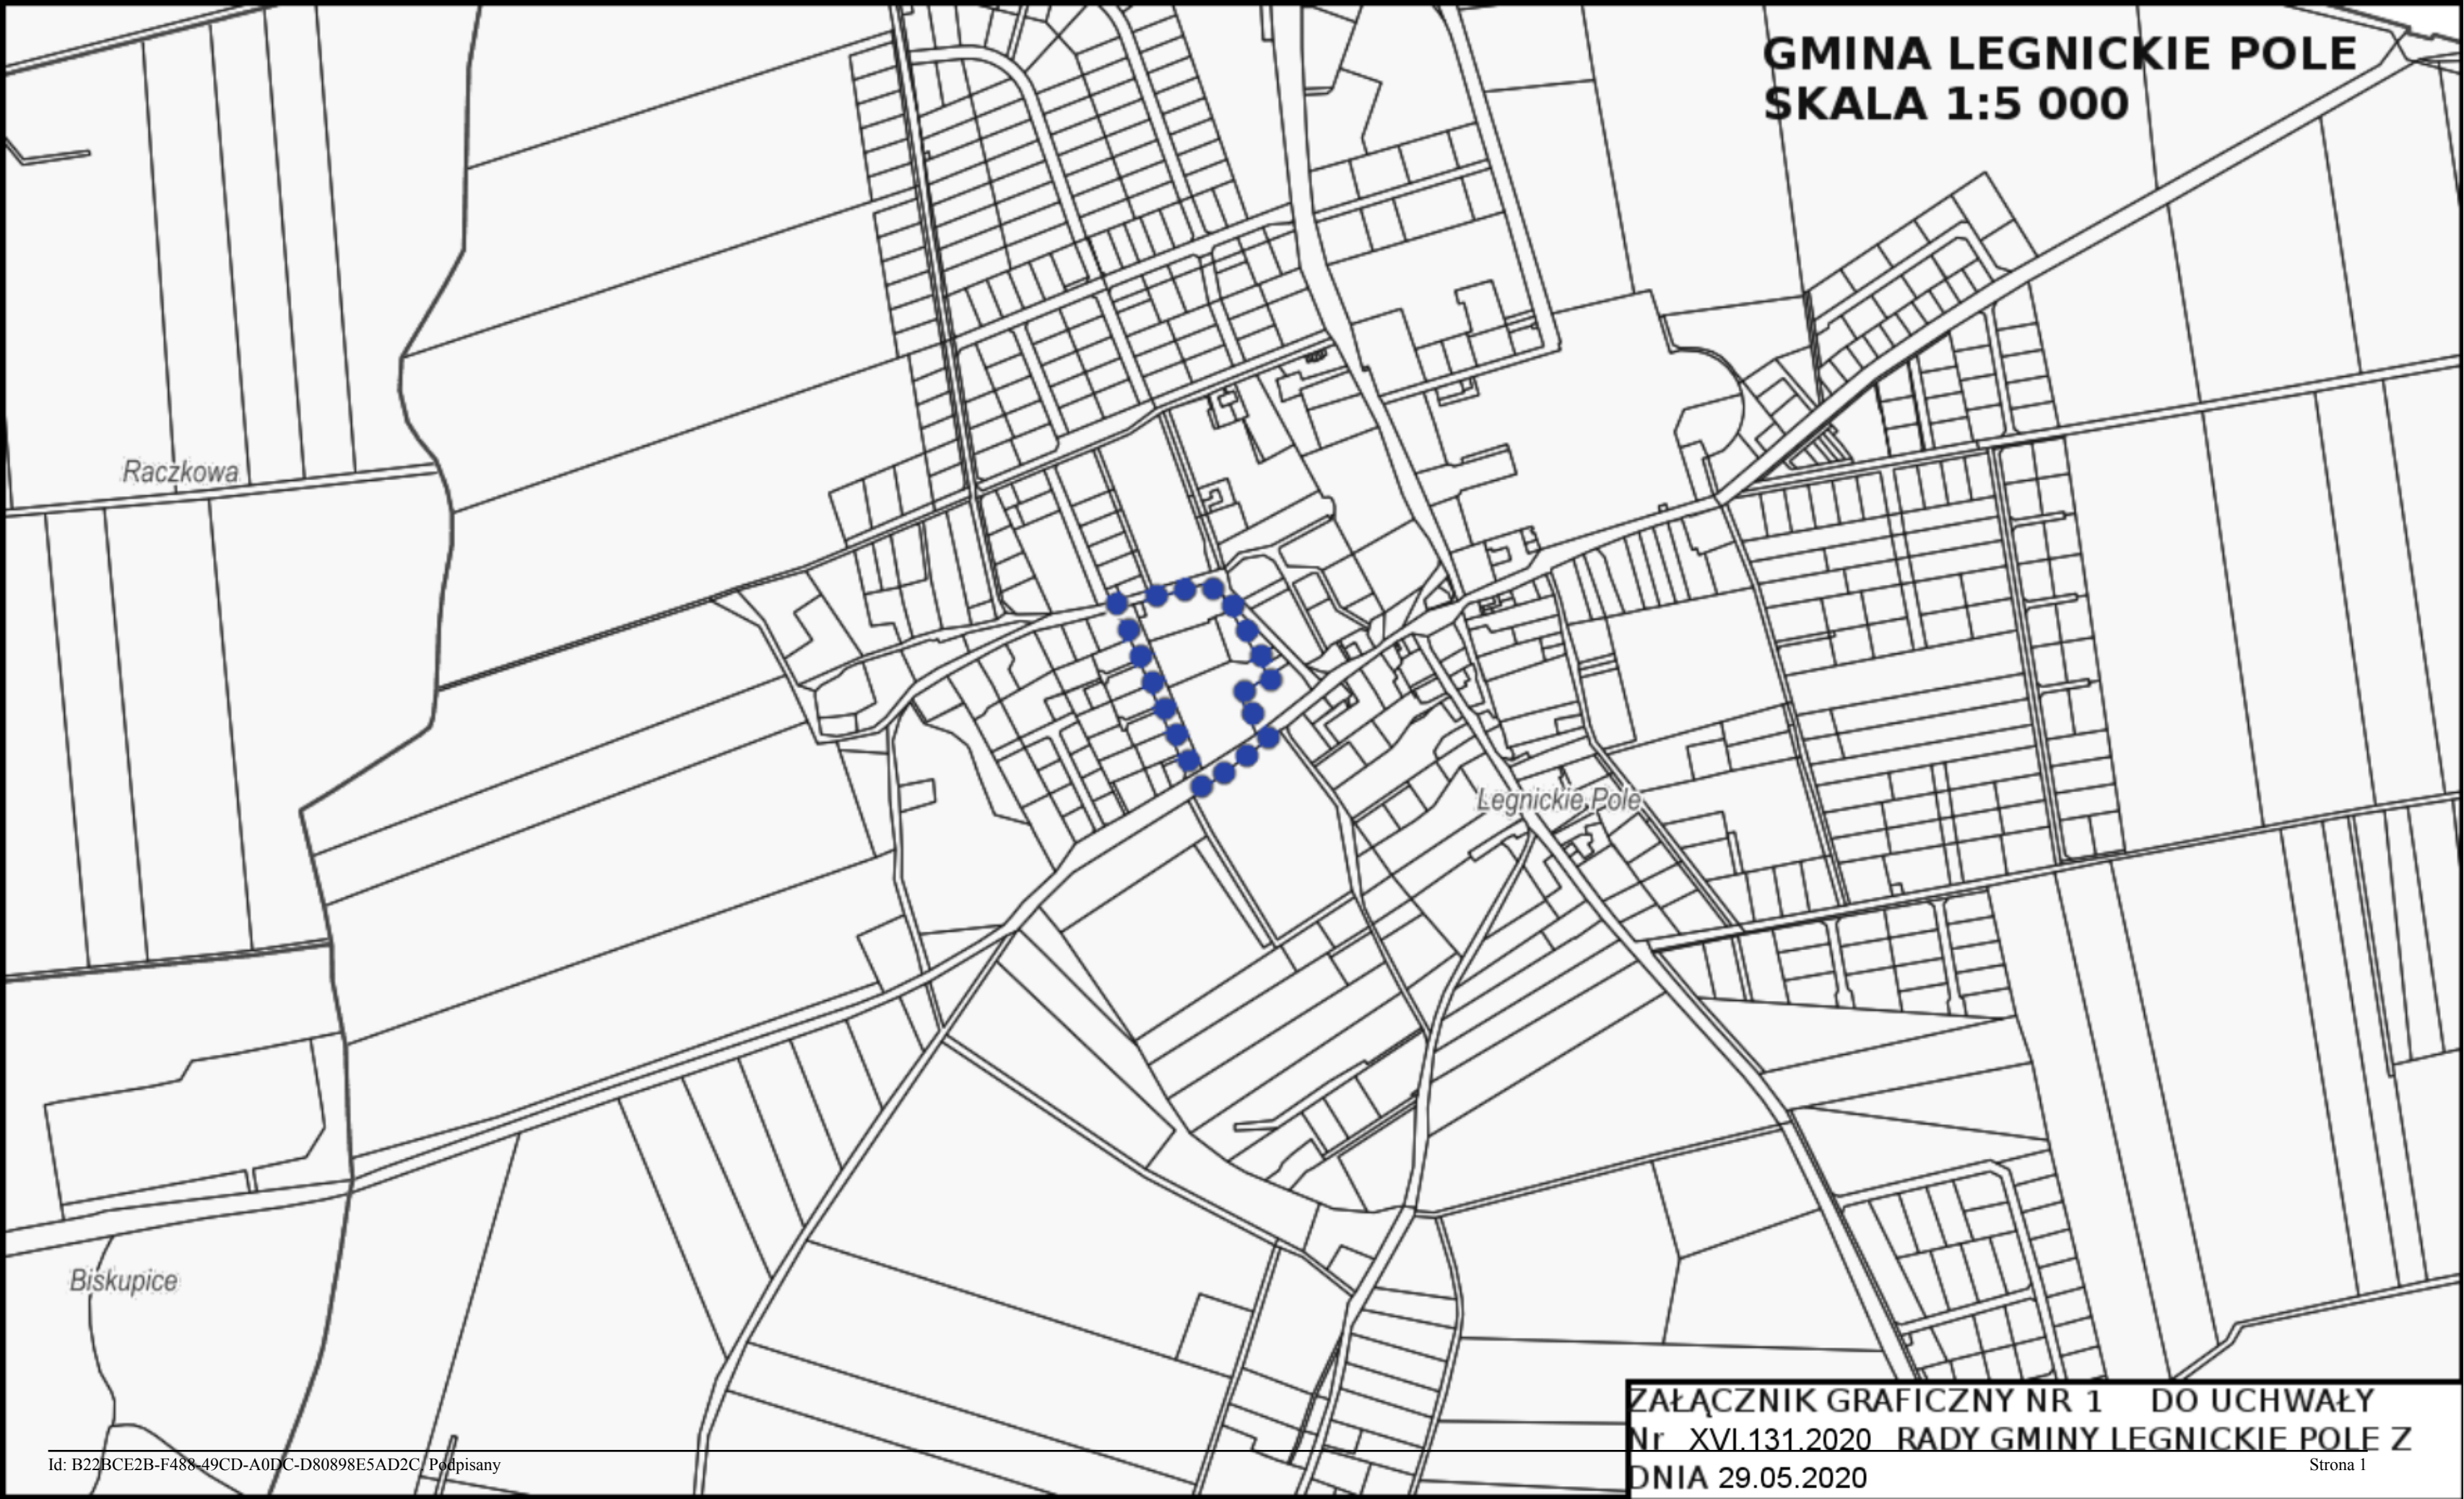 GMINA LEGNICKIE POLE
SKALA 1:5 000
Raczkowa
Legnickie Pole
Biskupice
ZAŁĄCZNIK GRAFICZNY NR 1 DO UCHWAŁY
Nr XVI.131.2020 RADY GMINY LEGNICKIE POLE Z
DNIA 29.05.2020
Id: B22BCE2B-F488-49CD-A0DC-D80898E5AD2C. Podpisany
Strona 1